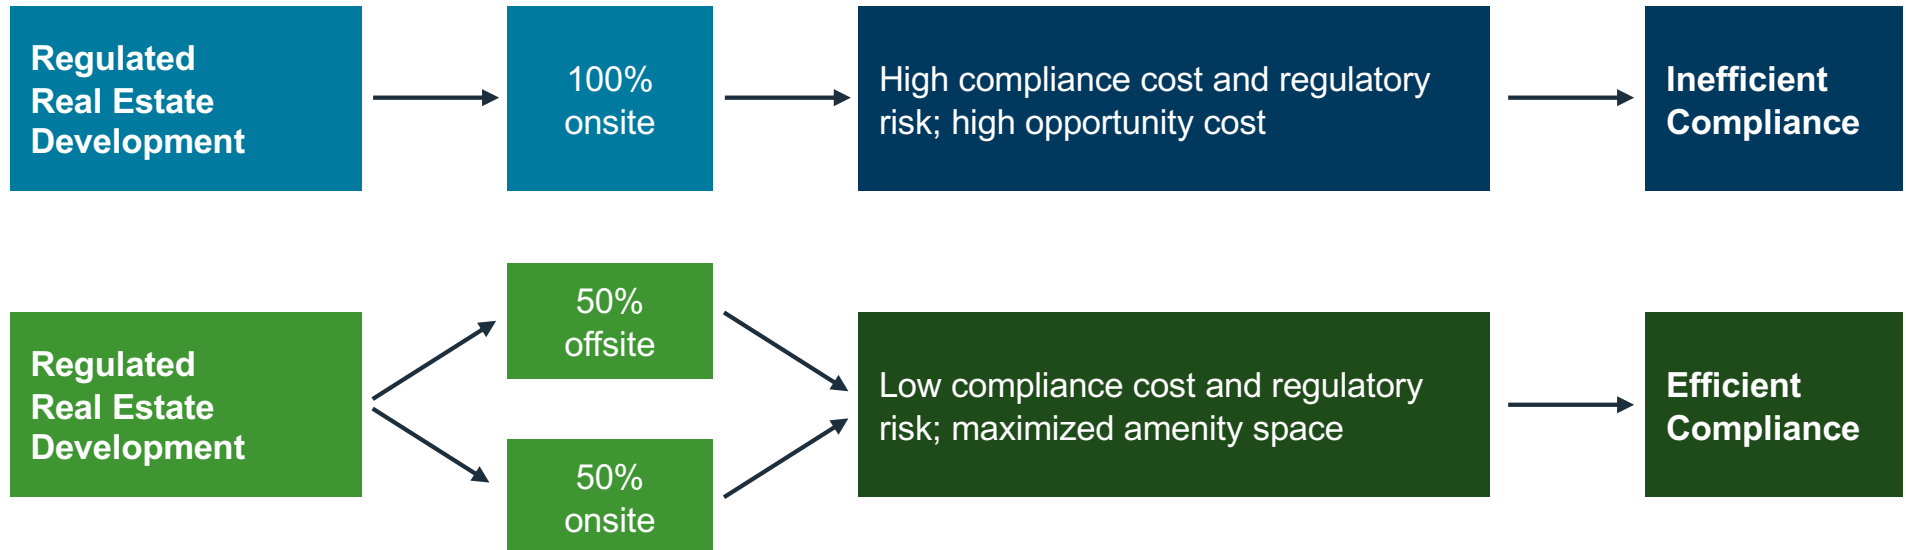 Regulated
Real Estate
Development
100%
onsite
High compliance cost and regulatory
risk; high opportunity cost
Inefficient
Compliance
Regulated
Real Estate
Development
50%
offsite
50%
onsite
Low compliance cost and regulatory
risk; maximized amenity space
Efficient
Compliance